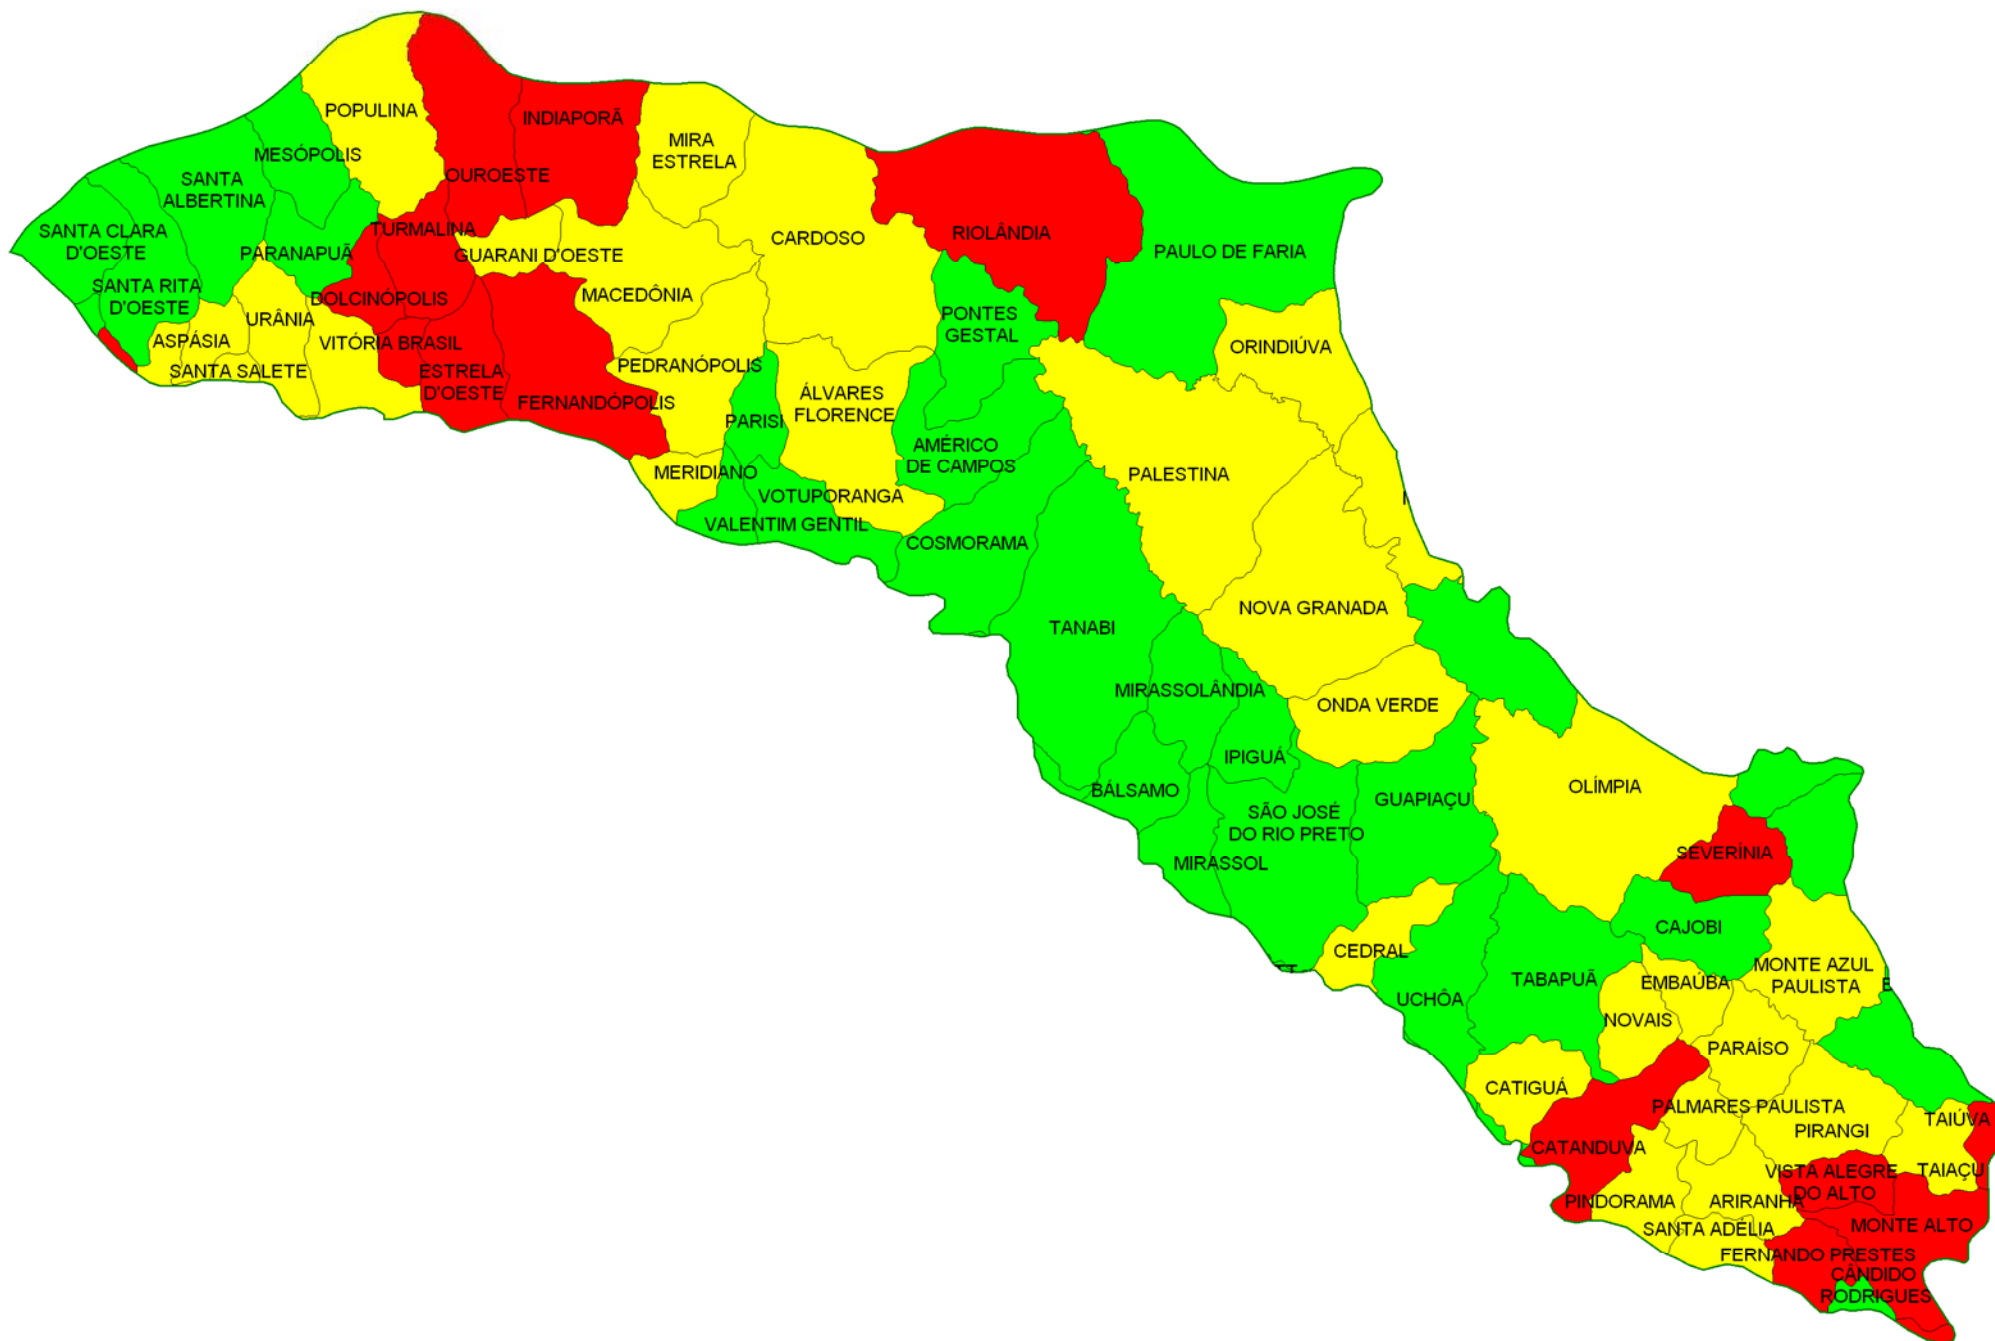 POPULINA
INDIAPORÃ
MIRA
ESTRELA
MESÓPOLIS
OUROESTE
SANTA
ALBERTINA
SANTA CLARA
D'OESTE
TURMALINA
CARDOSO
RIOLÂNDIA
PAULO DE FARIA
PARANAPUÃ
GUARANI D'OESTE
SANTA RITA
D'OESTE
DOLCINÓPOLIS
MACEDÔNIA
URÂNIA
PONTES
GESTAL
ASPÁSIA
VITÓRIA BRASIL
ORINDIÚVA
SANTA SALETE
ESTRELA
D'OESTE
PEDRANÓPOLIS
FERNANDÓPOLIS
ÁLVARES
FLORENCE
PARISI
AMÉRICO
DE CAMPOS
MERIDIANO
PALESTINA
VOTUPORANGA
VALENTIM GENTIL
COSMORAMA
NOVA GRANADA
TANABI
MIRASSOLÂNDIA
ONDA VERDE
IPIGUÁ
BÁLSAMO
GUAPIAÇU
OLÍMPIA
SÃO JOSÉ
DO RIO PRETO
MIRASSOL
SEVERÍNIA
CAJOBI
CEDRAL
MONTE AZUL
PAULISTA
TABAPUÃ
EMBAÚBA
E
UCHÔA
NOVAIS
PARAÍSO
CATIGUÁ
PALMARES PAULISTA
PIRANGI
TAIÚVA
CATANDUVA
VISTA ALEGRE
DO ALTO
TAIAÇU
PINDORAMA
ARIRANHA
SANTA ADÉLIA
MONTE ALTO
FERNANDO PRESTES
CÂNDIDO
RODRIGUES